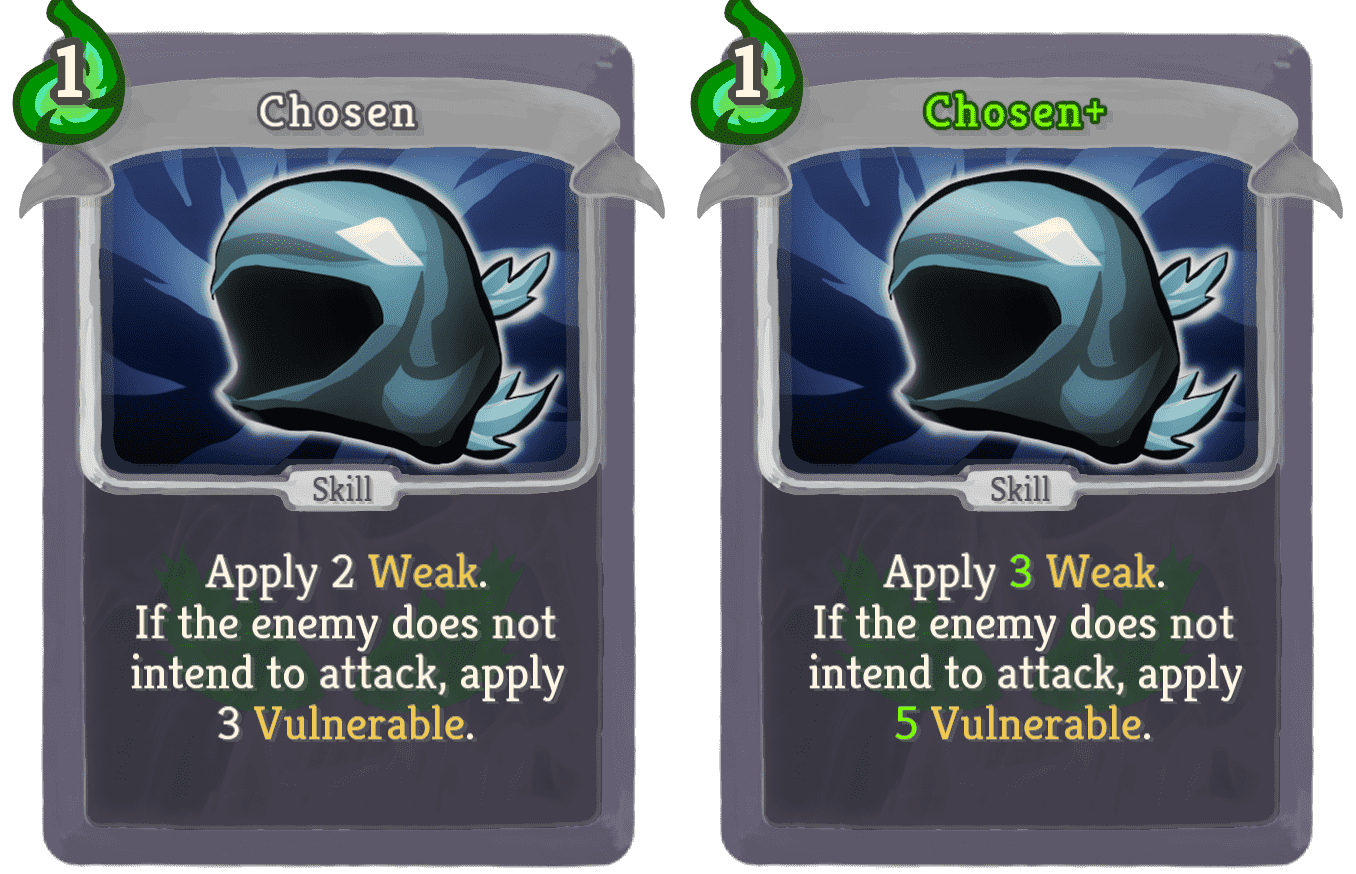 1
Chosen
Skill
Apply 2 Weak.
If the enemy does not
intend to attack, apply
3 Vulnerable.
1
Chosen+
Skill
Apply 3 Weak.
If the enemy does not
intend to attack, apply
5 Vulnerable.